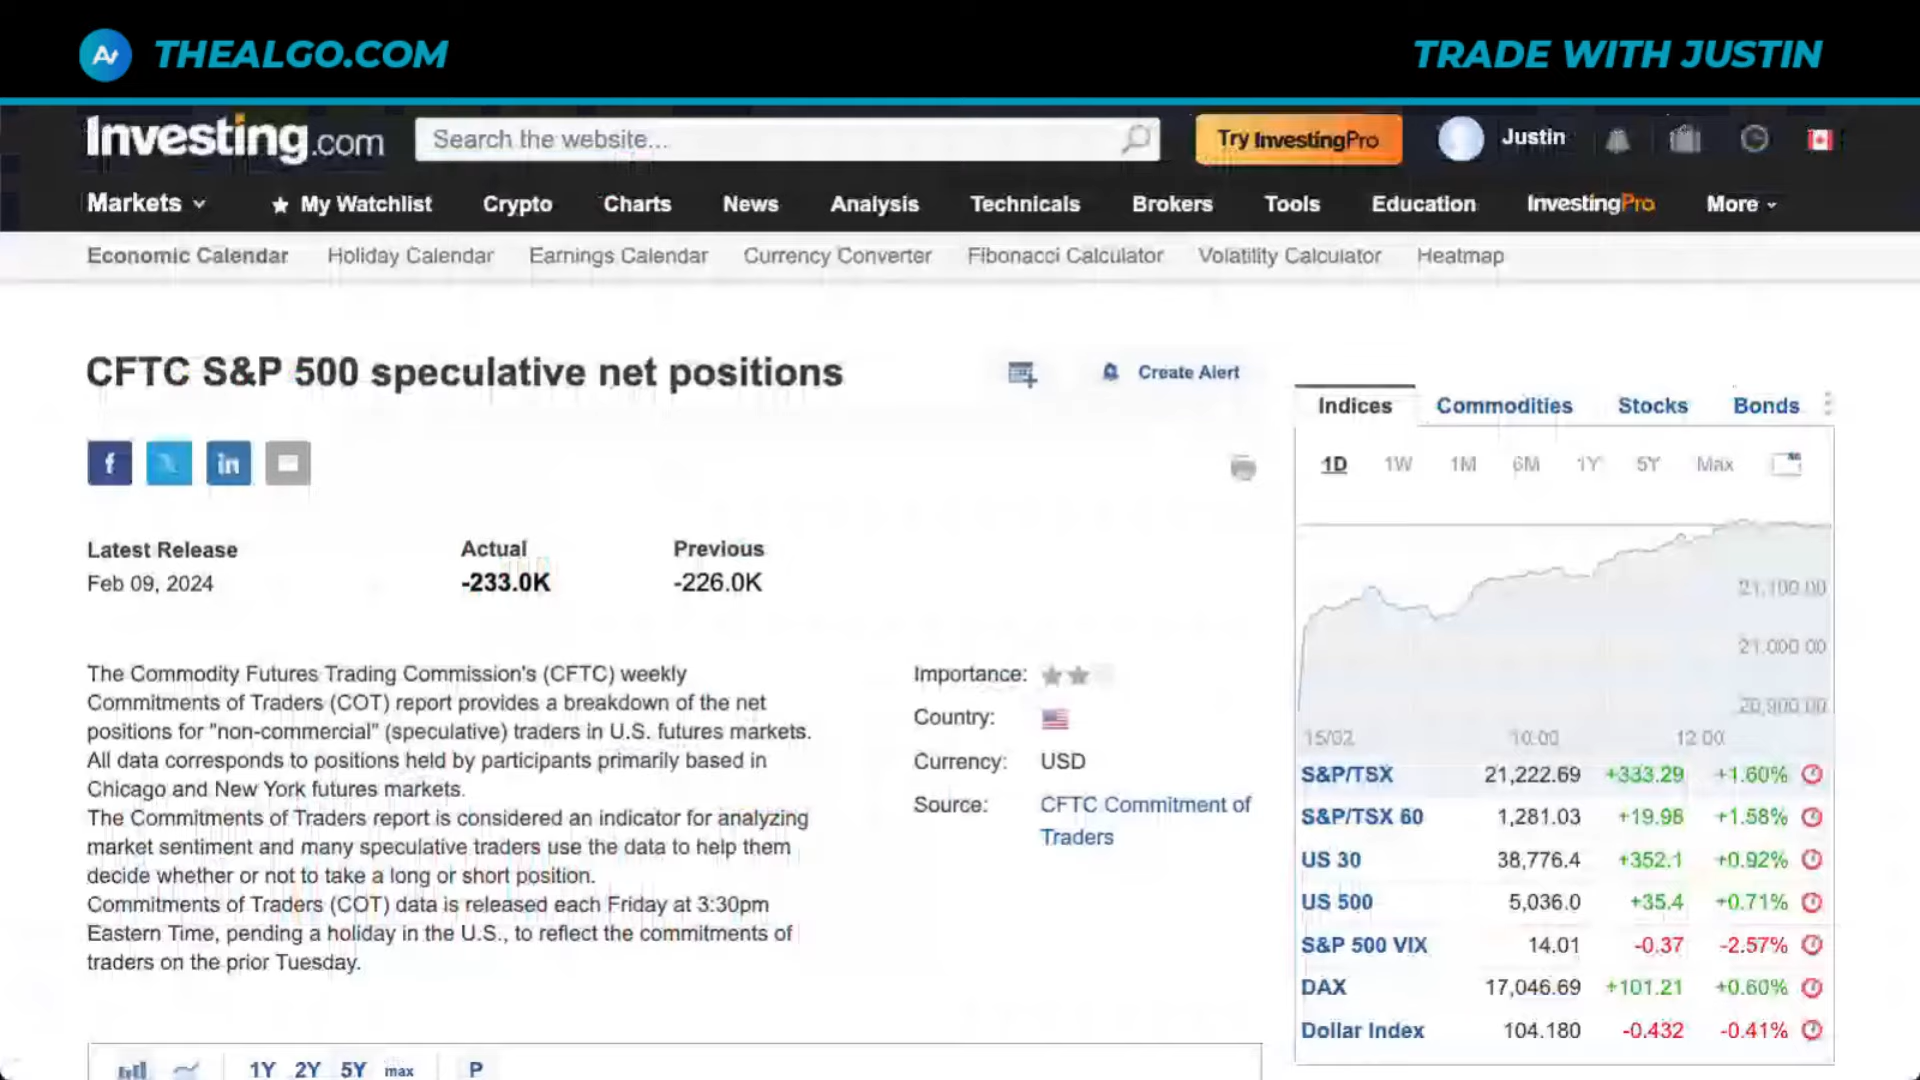 THEALGO.COM
TRADE WITH JUSTIN
Investing.com
Search the website...
Try InvestingPro
Justin
Markets
My Watchlist
Crypto
Charts
News
Analysis
Technicals
Brokers
Tools
Education
InvestingPro
More
Economic Calendar
Holiday Calendar
Earnings Calendar
Currency Converter
Fibonacci Calculator
Volatility Calculator
Heatmap
CFTC S&P 500 speculative net positions
Create Alert
Latest Release
Feb 09, 2024
Actual
-233.0K
Previous
-226.0K
The Commodity Futures Trading Commission's (CFTC) weekly
Commitments of Traders (COT) report provides a breakdown of the net
positions for "non-commercial" (speculative) traders in U.S. futures markets.
All data corresponds to positions held by participants primarily based in
Chicago and New York futures markets.
The Commitments of Traders report is considered an indicator for analyzing
market sentiment and many speculative traders use the data to help them
decide whether or not to take a long or short position.
Commitments of Traders (COT) data is released each Friday at 3:30pm
Eastern Time, pending a holiday in the U.S., to reflect the commitments of
traders on the prior Tuesday.
Importance:
Country:
Currency: USD
Source: CFTC Commitment of
Traders
1Y 2Y 5Y max P
Indices Commodities Stocks Bonds
1D 1W 1M 6M 1Y 5Y Max
21,100.00
21,000.00
20,900.00
15/02 10:00 12:00
S&P/TSX 21,222.69 +333.29 +1.60%
S&P/TSX 60 1,281.03 +19.98 +1.58%
US 30 38,776.4 +352.1 +0.92%
US 500 5,036.0 +35.4 +0.71%
S&P 500 VIX 14.01 -0.37 -2.57%
DAX 17,046.69 +101.21 +0.60%
Dollar Index 104.180 -0.432 -0.41%